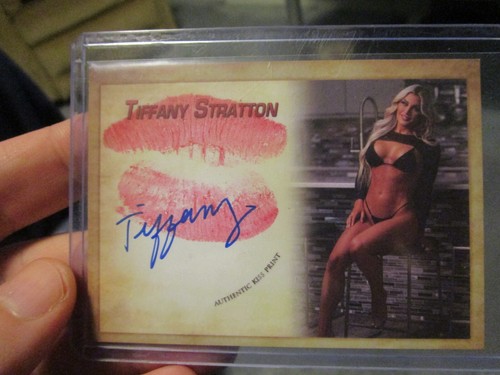 TIFFANY STRATTON
Tiffany
AUTHENTIC KISS PRINT